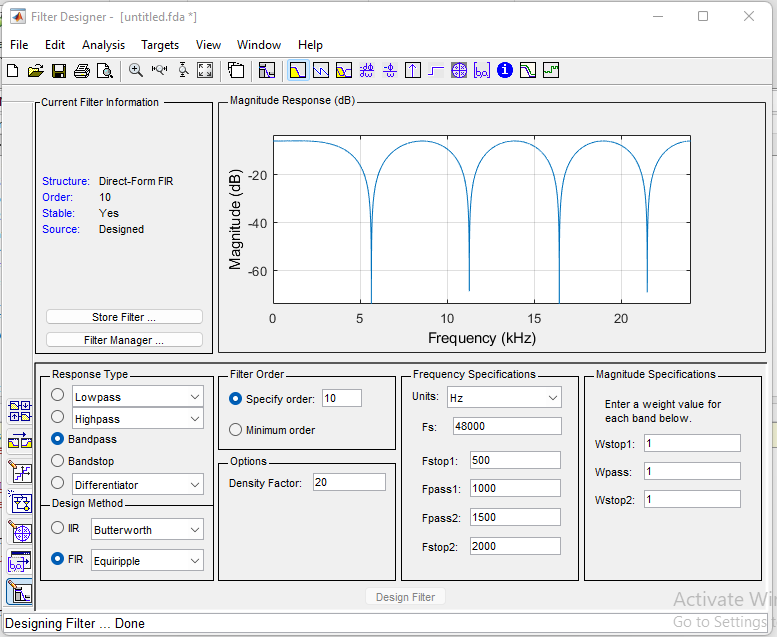 Filter Designer - [untitled.fda *]
File Edit Analysis Targets View Window Help
Current Filter Information
Structure: Direct-Form FIR
Order: 10
Stable: Yes
Source: Designed
Store Filter ...
Filter Manager ...
Magnitude Response (dB)
Magnitude (dB)
-20
-40
-60
0 5 10 15 20
Frequency (kHz)
Response Type
Lowpass
Highpass
Bandpass
Bandstop
Differentiator
Design Method
IIR Butterworth
FIR Equiripple
Filter Order
Specify order: 10
Minimum order
Options
Density Factor: 20
Frequency Specifications
Units: Hz
Fs: 48000
Fstop1: 500
Fpass1: 1000
Fpass2: 1500
Fstop2: 2000
Magnitude Specifications
Enter a weight value for
each band below.
Wstop1: 1
Wpass: 1
Wstop2: 1
Design Filter
Activate Win
Go to Settings t
Designing Filter ... Done